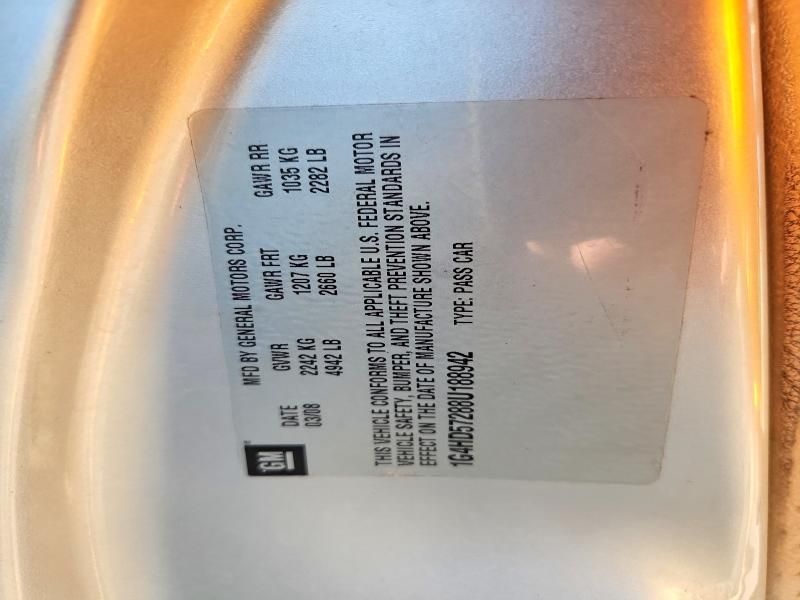 GM
MFD BY GENERAL MOTORS CORP.
DATE GVWR GAWR FRT GAWR RR
03/08 2242 KG 1207 KG 1035 KG
4942 LB 2660 LB 2282 LB
THIS VEHICLE CONFORMS TO ALL APPLICABLE U.S. FEDERAL MOTOR
VEHICLE SAFETY, BUMPER, AND THEFT PREVENTION STANDARDS IN
EFFECT ON THE DATE OF MANUFACTURE SHOWN ABOVE.
1G4HD57288U188942 TYPE: PASS CAR